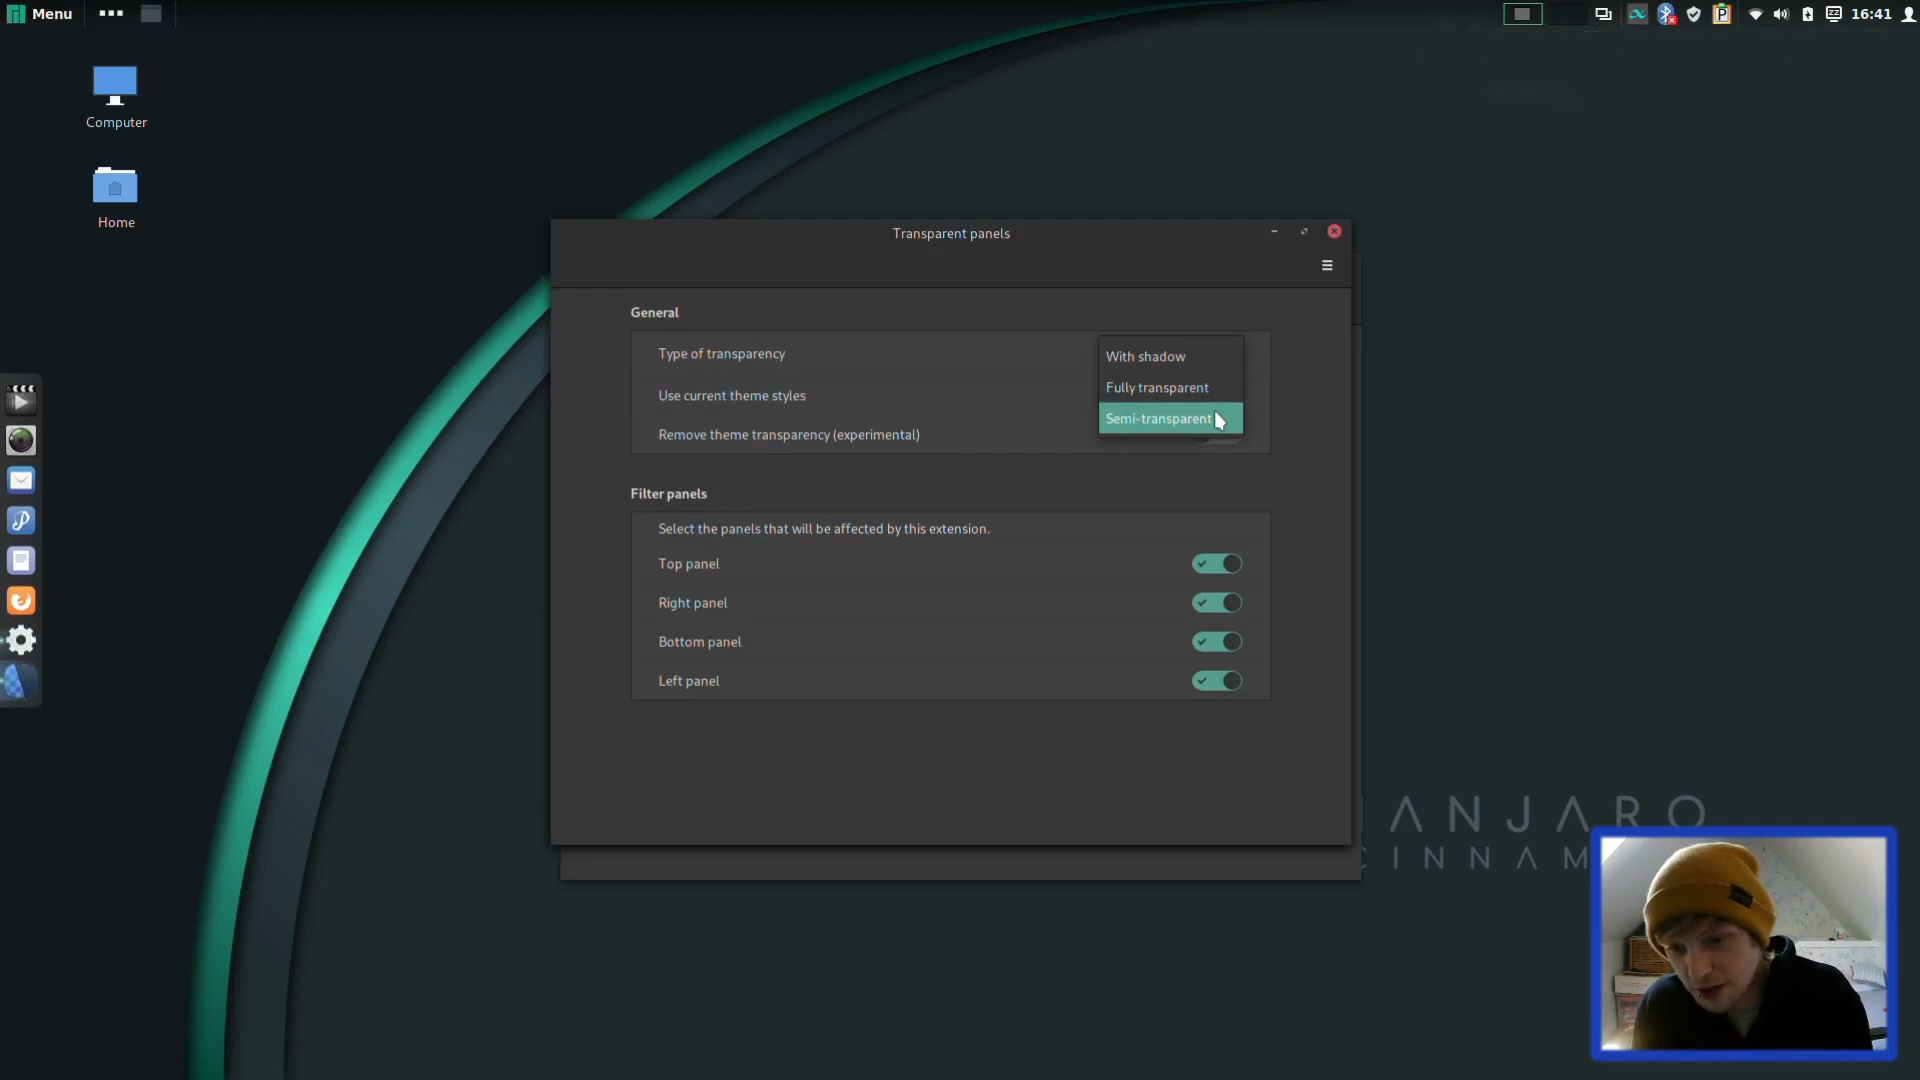 Menu
16:41
Computer
Home
Transparent panels
General
Type of transparency
With shadow
Fully transparent
Use current theme styles
Semi-transparent
Remove theme transparency (experimental)
Filter panels
Select the panels that will be affected by this extension.
Top panel
Right panel
Bottom panel
Left panel
ANJARO
CINNAM